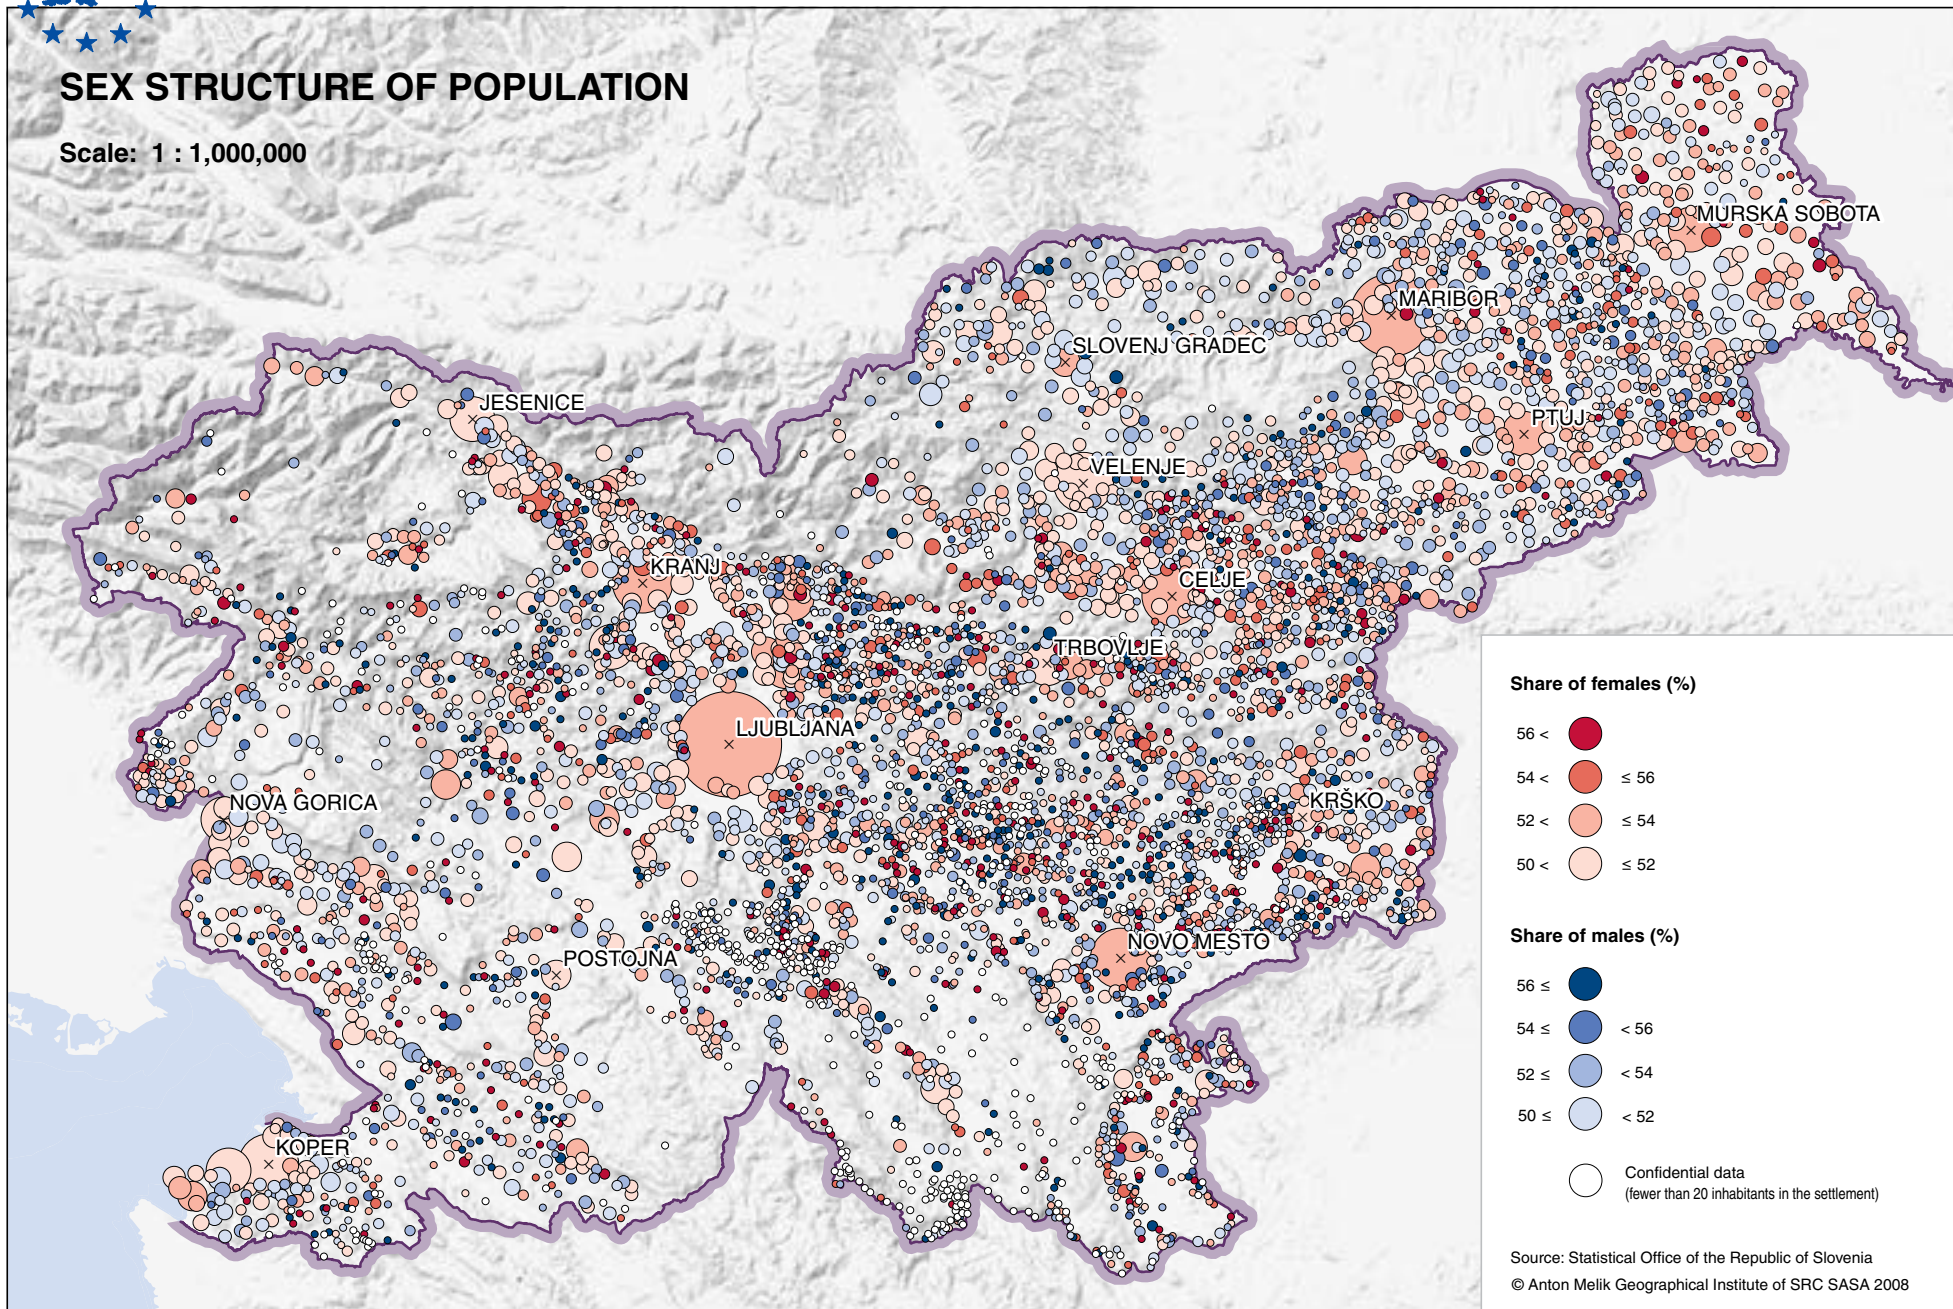 SEX STRUCTURE OF POPULATION
Scale: 1 : 1,000,000
MURSKA SOBOTA
MARIBOR
SLOVENJ GRADEC
JESENICE
PTUJ
VELENJE
KRANJ
CELJE
TRBOVLJE
LJUBLJANA
NOVA GORICA
KRŠKO
NOVO MESTO
POSTOJNA
KOPER
Share of females (%)
56 <
54 < ≤ 56
52 < ≤ 54
50 < ≤ 52
Share of males (%)
56 ≤
54 ≤ < 56
52 ≤ < 54
50 ≤ < 52
Confidential data
(fewer than 20 inhabitants in the settlement)
Source: Statistical Office of the Republic of Slovenia
© Anton Melik Geographical Institute of SRC SASA 2008